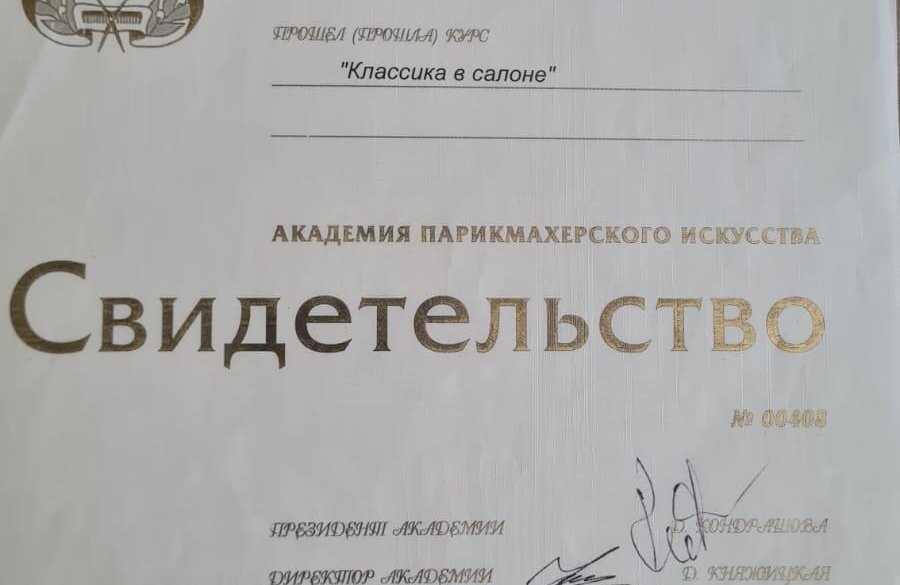 ПРОШЕЛ (ПРОШЛА) КУРС
"Классика в салоне"
АКАДЕМИЯ ПАРИКМАХЕРСКОГО ИСКУССТВА
Свидетельство
№ 00408
ПРЕЗИДЕНТ АКАДЕМИИ Д. КОНДРАШОВА
ДИРЕКТОР АКАДЕМИИ Д. КНЯЖИЦКАЯ